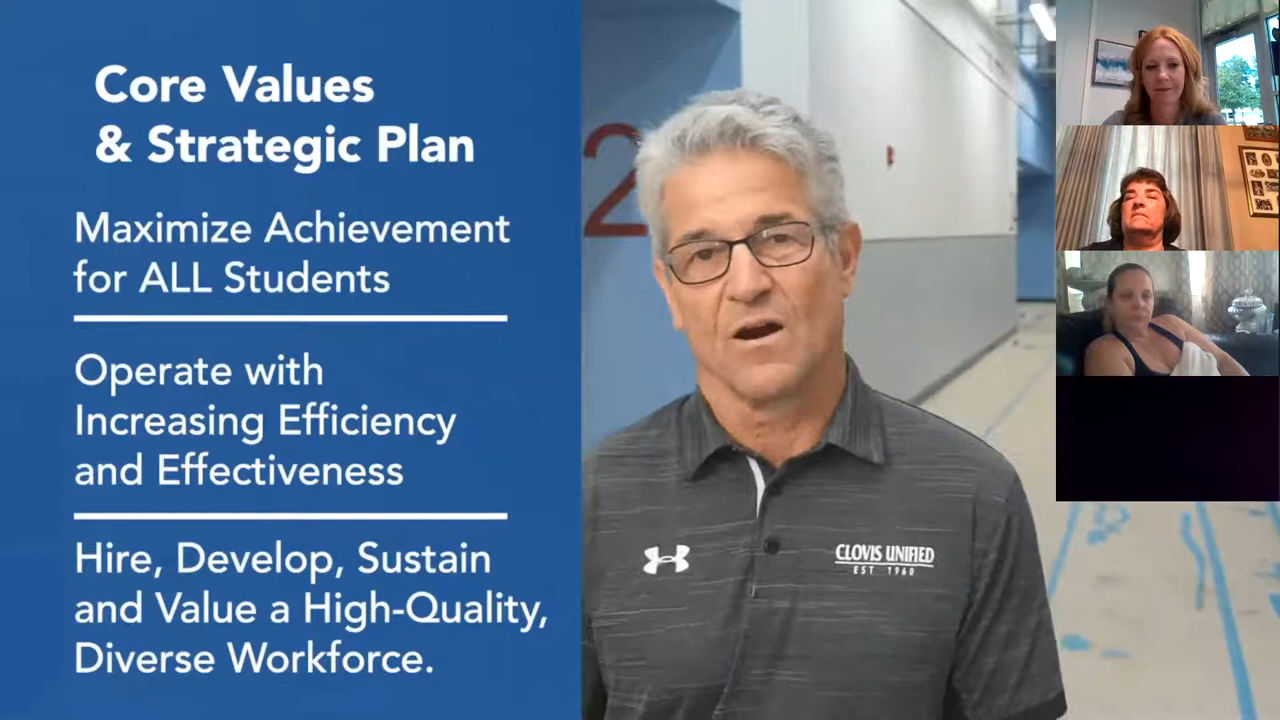 Core Values
& Strategic Plan
Maximize Achievement
for ALL Students
Operate with
Increasing Efficiency
and Effectiveness
Hire, Develop, Sustain
and Value a High-Quality,
Diverse Workforce.
2
CLOVIS UNIFIED
EST 1960